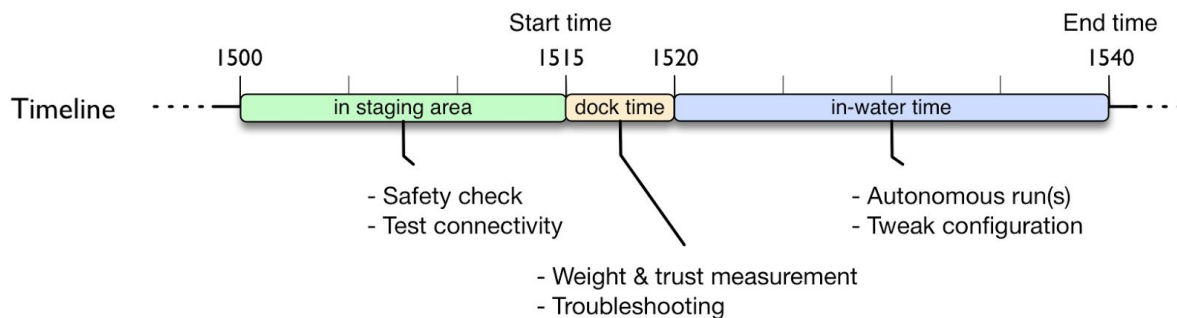 Start time
End time
1500
1515
1520
1540
Timeline
in staging area
dock time
in-water time
- Safety check
- Test connectivity
- Autonomous run(s)
- Tweak configuration
- Weight & trust measurement
- Troubleshooting